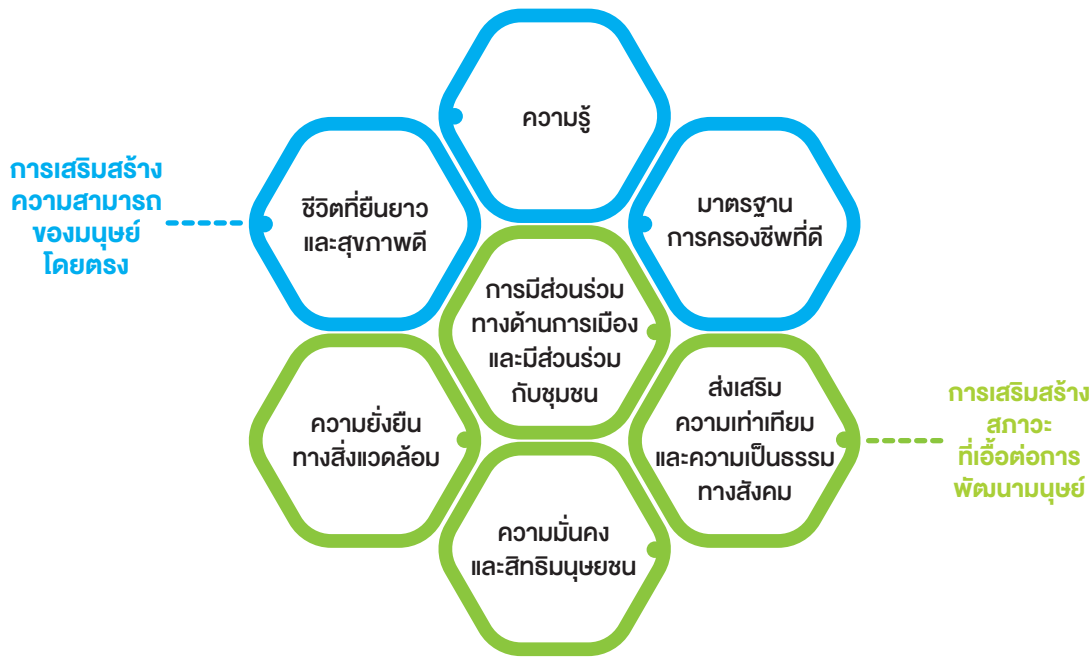 ความรู้
การเสริมสร้าง
ความสามารถ
ของมนุษย์
โดยตรง
ชีวิตที่ยืนยาว
และสุขภาพดี
มาตรฐาน
การครองชีพที่ดี
การมีส่วนร่วม
ทางด้านการเมือง
และมีส่วนร่วม
กับชุมชน
ความยั่งยืน
ทางสิ่งแวดล้อม
ส่งเสริม
ความเท่าเทียม
และความเป็นธรรม
ทางสังคม
การเสริมสร้าง
สภาวะ
ที่เอื้อต่อการ
พัฒนามนุษย์
ความมั่นคง
และสิทธิมนุษยชน